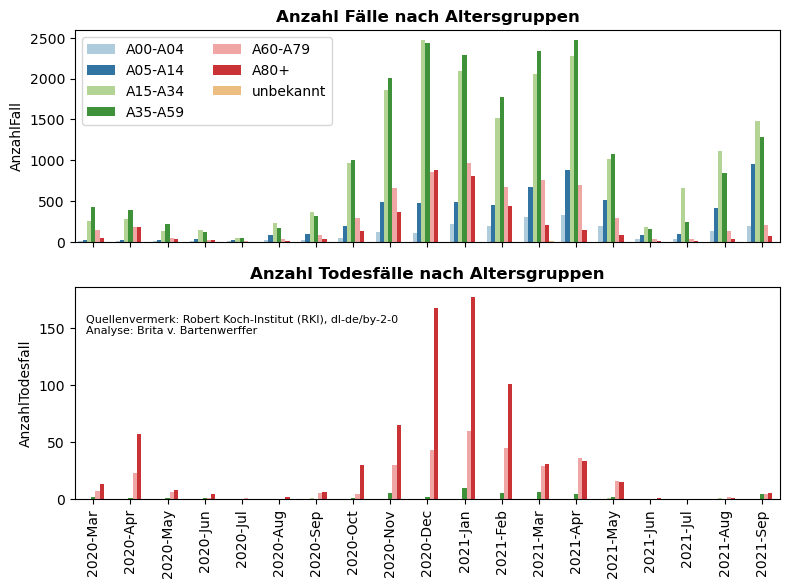 Anzahl Fälle nach Altersgruppen
AnzahlFall
2500
2000
1500
1000
500
0
A00-A04
A05-A14
A15-A34
A35-A59
A60-A79
A80+
unbekannt
Anzahl Todesfälle nach Altersgruppen
Quellenvermerk: Robert Koch-Institut (RKI), dl-de/by-2-0
Analyse: Brita v. Bartenwerffer
AnzahlTodesfall
150
100
50
0
2020-Mar
2020-Apr
2020-May
2020-Jun
2020-Jul
2020-Aug
2020-Sep
2020-Oct
2020-Nov
2020-Dec
2021-Jan
2021-Feb
2021-Mar
2021-Apr
2021-May
2021-Jun
2021-Jul
2021-Aug
2021-Sep